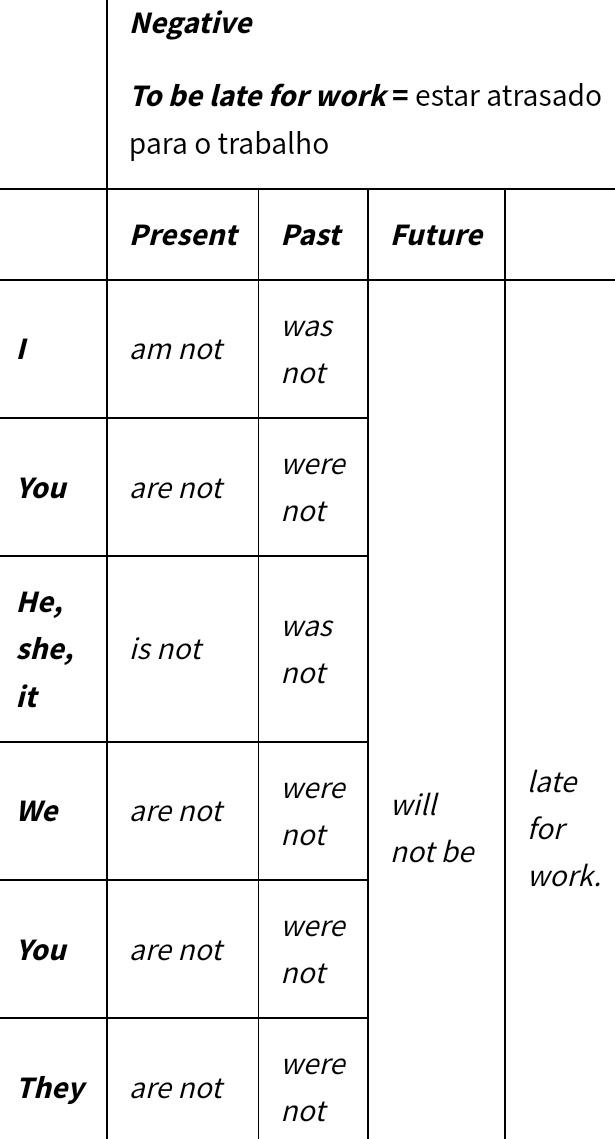 Negative
To be late for work = estar atrasado
para o trabalho
Present Past Future
I am not was not
You are not were not
He, she, it is not was not
We are not were not will not be late for work.
You are not were not
They are not were not